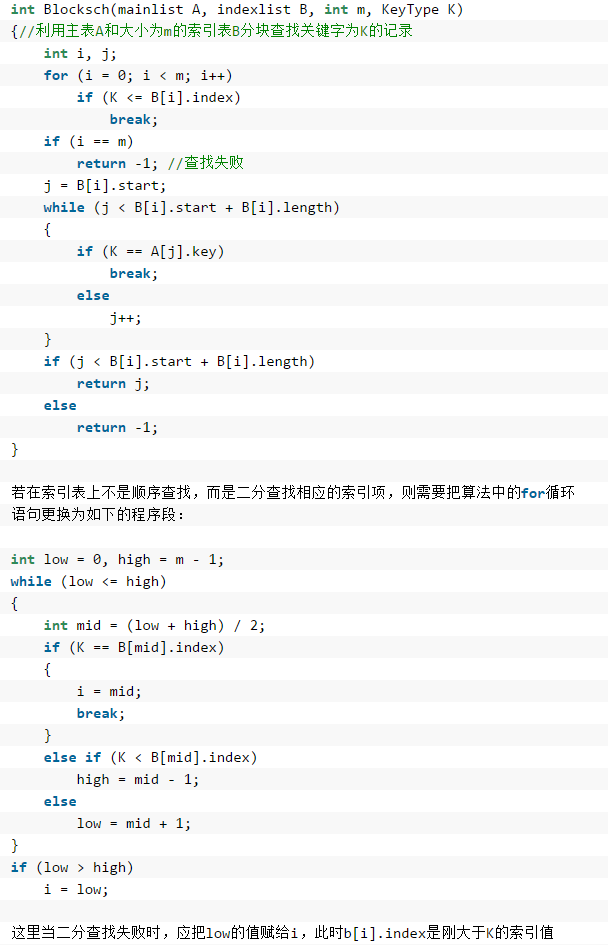 int Blocksch(mainlist A, indexlist B, int m, KeyType K)
{//利用主表A和大小为m的索引表B分块查找关键字为K的记录
    int i, j;
    for (i = 0; i < m; i++)
        if (K <= B[i].index)
            break;
    if (i == m)
        return -1; //查找失败
    j = B[i].start;
    while (j < B[i].start + B[i].length)
    {
        if (K == A[j].key)
            break;
        else
            j++;
    }
    if (j < B[i].start + B[i].length)
        return j;
    else
        return -1;
}
若在索引表上不是顺序查找，而是二分查找相应的索引项，则需要把算法中的for循环
语句更换为如下的程序段：
int low = 0, high = m - 1;
while (low <= high)
{
    int mid = (low + high) / 2;
    if (K == B[mid].index)
    {
        i = mid;
        break;
    }
    else if (K < B[mid].index)
        high = mid - 1;
    else
        low = mid + 1;
}
if (low > high)
    i = low;
这里当二分查找失败时，应把low的值赋给i，此时b[i].index是刚大于K的索引值